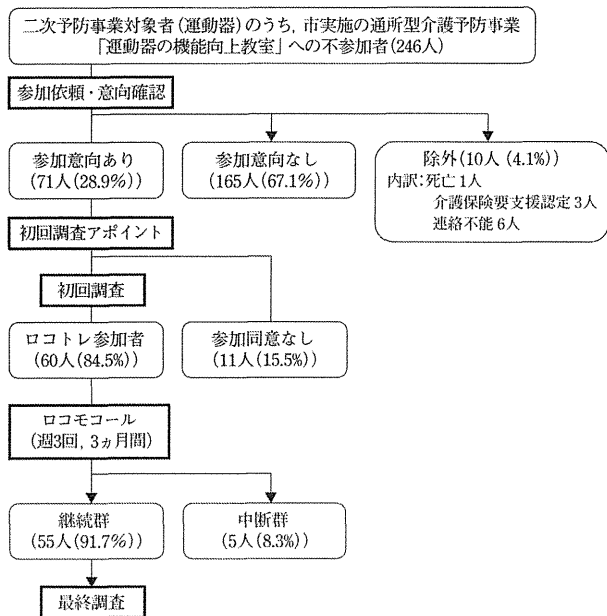 二次予防事業対象者(運動器)のうち,市実施の通所型介護予防事業
「運動器の機能向上教室」への不参加者(246人)
参加依頼・意向確認
参加意向あり
(71人(28.9%))
参加意向なし
(165人(67.1%))
除外(10人(4.1%))
内訳:死亡 1人
介護保険要支援認定 3人
連絡不能 6人
初回調査アポイント
初回調査
ロコトレ参加者
(60人(84.5%))
参加同意なし
(11人(15.5%))
ロコモコール
(週3回, 3ヵ月間)
継続群
(55人(91.7%))
中断群
(5人(8.3%))
最終調査